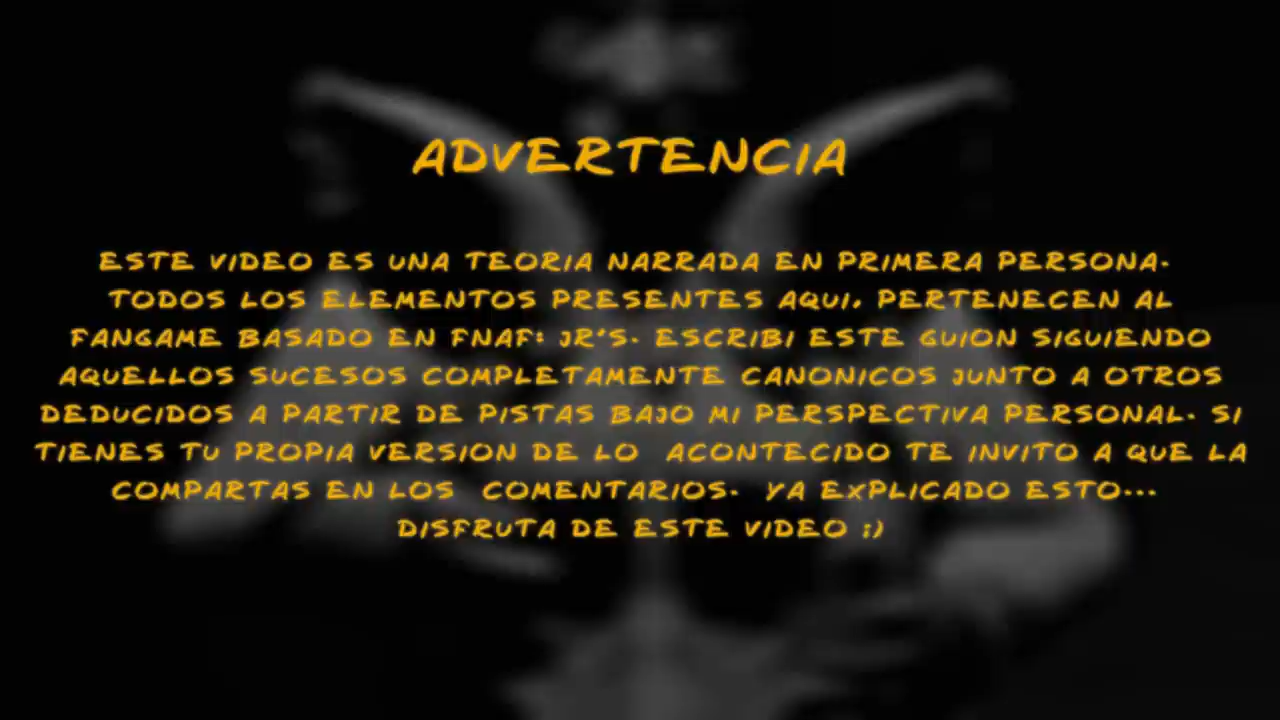 ADVERTENCIA
ESTE VIDEO ES UNA TEORIA NARRADA EN PRIMERA PERSONA.
TODOS LOS ELEMENTOS PRESENTES AQUI, PERTENECEN AL
FANGAME BASADO EN FNAF: JR'S. ESCRIBI ESTE GUION SIGUIENDO
AQUELLOS SUCESOS COMPLETAMENTE CANONICOS JUNTO A OTROS
DEDUCIDOS A PARTIR DE PISTAS BAJO MI PERSPECTIVA PERSONAL. SI
TIENES TU PROPIA VERSION DE LO ACONTECIDO TE INVITO A QUE LA
COMPARTAS EN LOS COMENTARIOS. YA EXPLICADO ESTO...
DISFRUTA DE ESTE VIDEO ;)